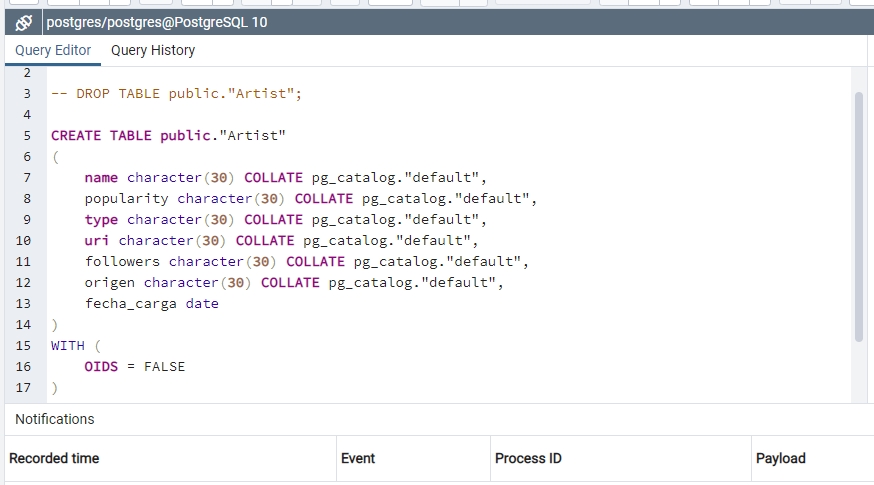 postgres/postgres@PostgreSQL 10
Query Editor Query History
2
3 -- DROP TABLE public."Artist";
4
5 CREATE TABLE public."Artist"
6 (
7 name character(30) COLLATE pg_catalog."default",
8 popularity character(30) COLLATE pg_catalog."default",
9 type character(30) COLLATE pg_catalog."default",
10 uri character(30) COLLATE pg_catalog."default",
11 followers character(30) COLLATE pg_catalog."default",
12 origen character(30) COLLATE pg_catalog."default",
13 fecha_carga date
14 )
15 WITH (
16 OIDS = FALSE
17 )
Notifications
Recorded time Event Process ID Payload